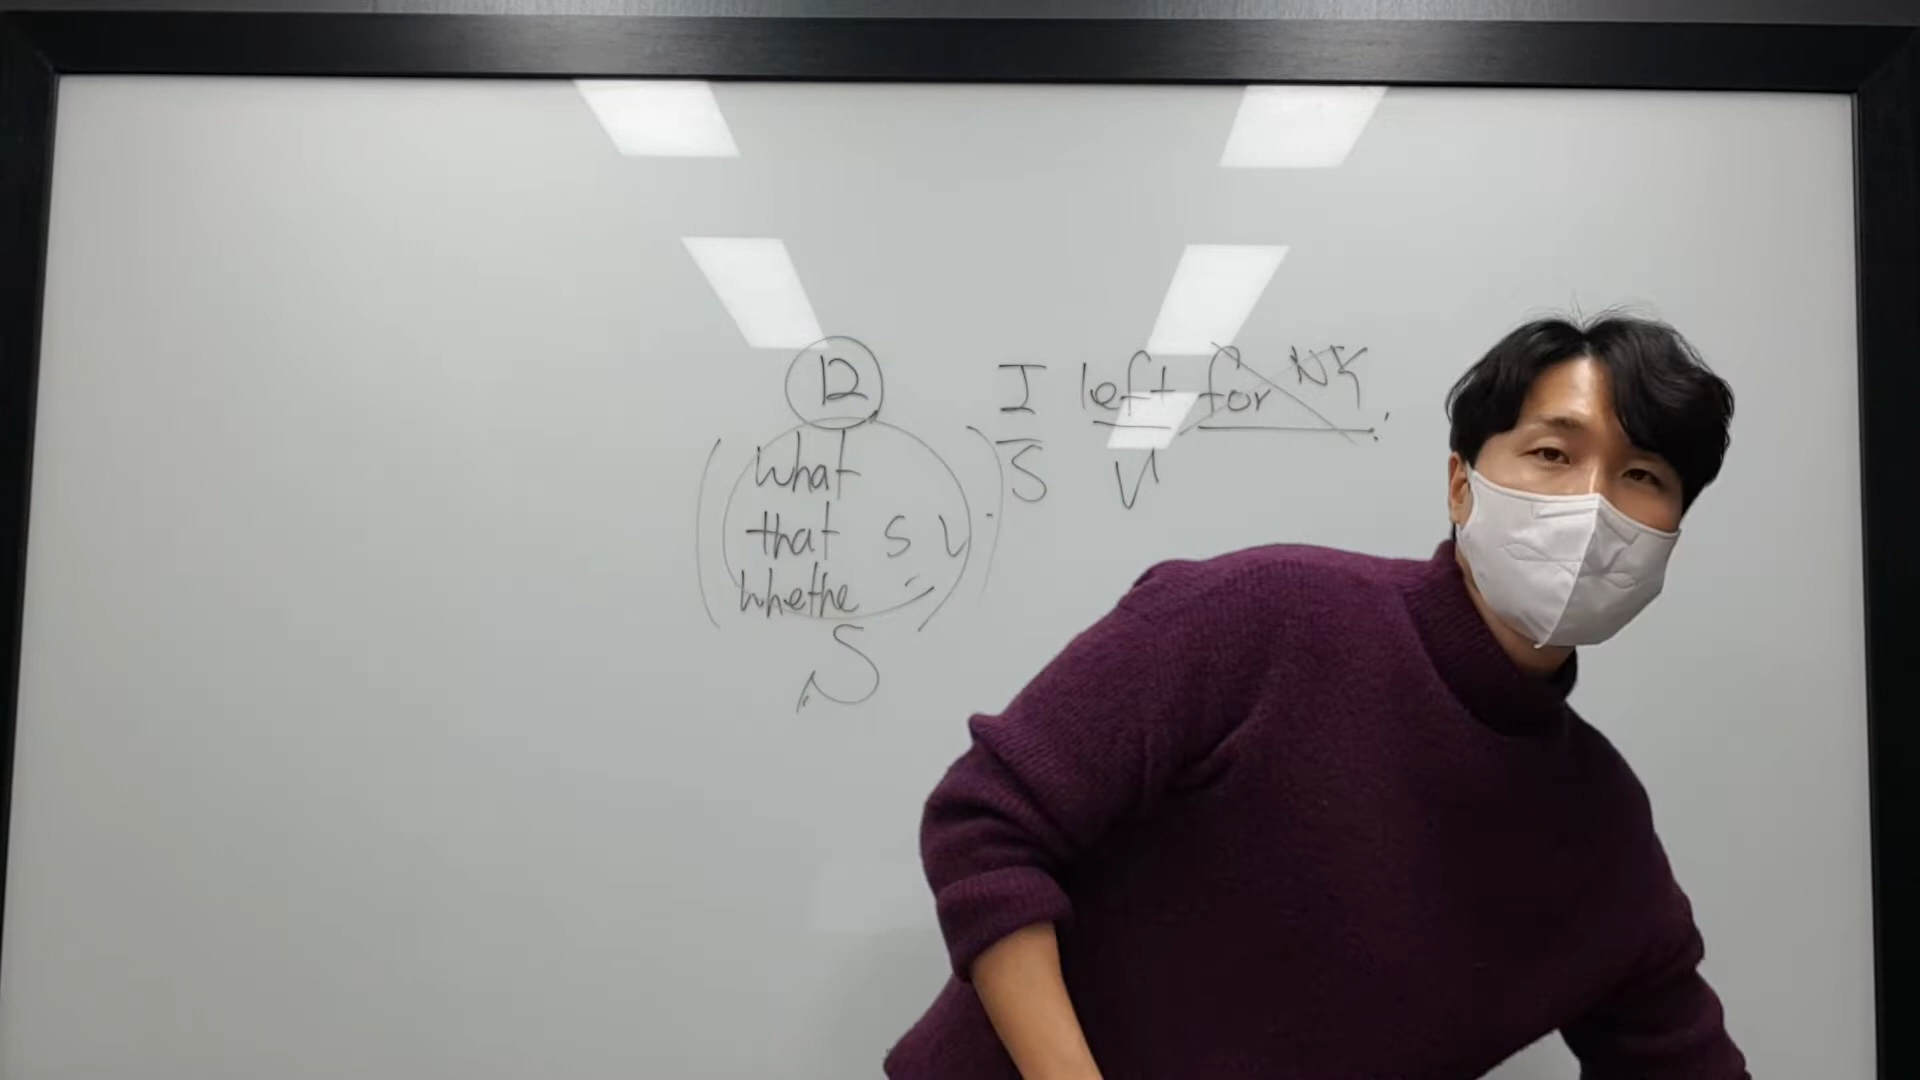 12
I left for NY.
S V
what
that S V
whethe
S